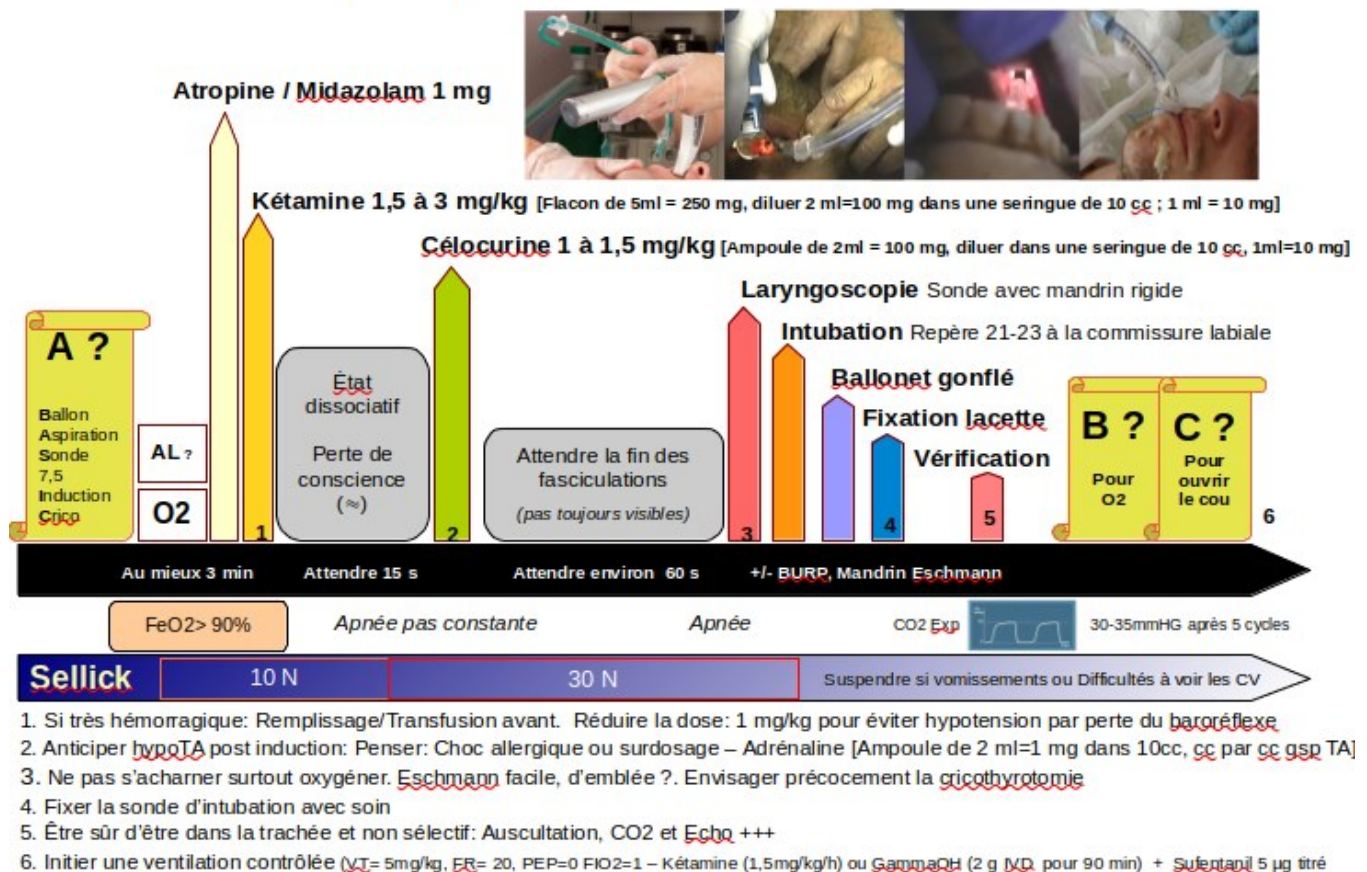 Atropine / Midazolam 1 mg
Kétamine 1,5 à 3 mg/kg [Flacon de 5ml = 250 mg, diluer 2 ml=100 mg dans une seringue de 10 cc ; 1 ml = 10 mg]
Célocurine 1 à 1,5 mg/kg [Ampoule de 2ml = 100 mg, diluer dans une seringue de 10 cc, 1ml=10 mg]
Laryngoscopie Sonde avec mandrin rigide
Intubation Repère 21-23 à la commissure labiale
Ballonet gonflé
Fixation lacette
Vérification
A ?
Ballon
Aspiration
Sonde
7,5
Induction
Crico
AL ?
O2
1
État
dissociatif
Perte de
conscience
(≈)
2
Attendre la fin des
fasciculations
(pas toujours visibles)
3
4
5
B ?
Pour
O2
C ?
Pour
ouvrir
le cou
6
Au mieux 3 min
Attendre 15 s
Attendre environ 60 s
+/- BURP, Mandrin Eschmann
FeO2> 90%
Apnée pas constante
Apnée
CO2 Exp
30-35mmHG après 5 cycles
Sellick
10 N
30 N
Suspendre si vomissements ou Difficultés à voir les CV
1. Si très hémorragique: Remplissage/Transfusion avant. Réduire la dose: 1 mg/kg pour éviter hypotension par perte du baroréflexe
2. Anticiper hypoTA post induction: Penser: Choc allergique ou surdosage – Adrénaline [Ampoule de 2 ml=1 mg dans 10cc, cc par cc qsp TA]
3. Ne pas s'acharner surtout oxygéner. Eschmann facile, d'emblée ?. Envisager précocement la cricothyrotomie
4. Fixer la sonde d'intubation avec soin
5. Être sûr d'être dans la trachée et non sélectif: Auscultation, CO2 et Echo +++
6. Initier une ventilation contrôlée (VT= 5mg/kg, FR= 20, PEP=0 FIO2=1 – Kétamine (1,5mg/kg/h) ou GammaOH (2 g IVD pour 90 min) + Sufentanil 5 µg titré